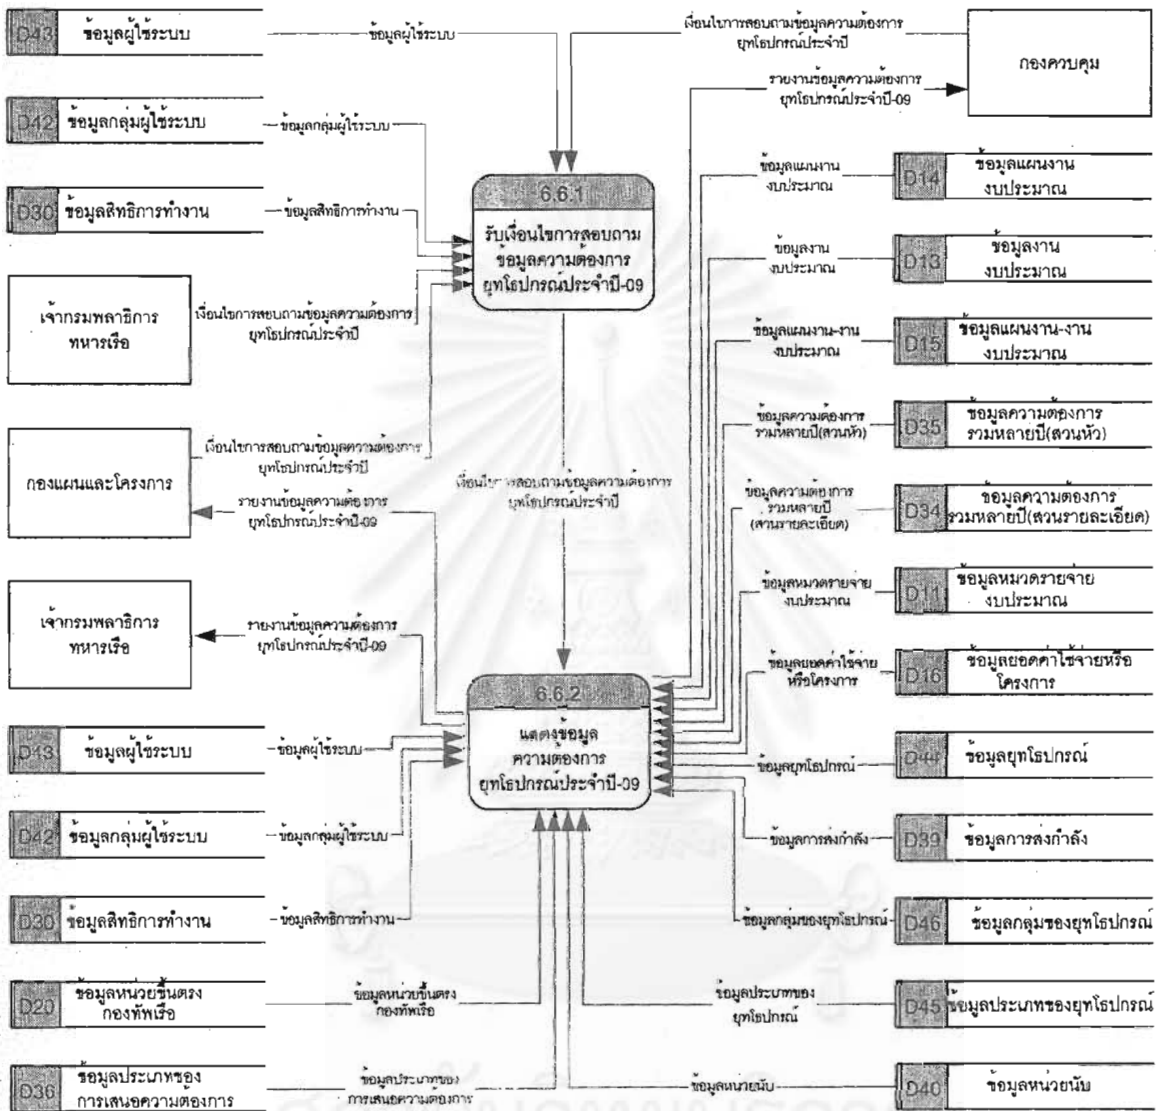 D43 ข้อมูลผู้ใช้ระบบ
ข้อมูลผู้ใช้ระบบ
เงื่อนไขการสอบถามข้อมูลความต้องการ
ยุทโธปกรณ์ประจำปี
กองควบคุม
รายงานข้อมูลความต้องการ
ยุทโธปกรณ์ประจำปี-09
D42 ข้อมูลกลุ่มผู้ใช้ระบบ
ข้อมูลกลุ่มผู้ใช้ระบบ
D30 ข้อมูลสิทธิการทำงาน
ข้อมูลสิทธิการทำงาน
6.6.1
รับเงื่อนไขการสอบถาม
ข้อมูลความต้องการ
ยุทโธปกรณ์ประจำปี-09
ข้อมูลแผนงาน
งบประมาณ
D14 ข้อมูลแผนงาน
งบประมาณ
ข้อมูลงาน
งบประมาณ
D13 ข้อมูลงาน
งบประมาณ
เจ้ากรมพลาธิการ
ทหารเรือ
เงื่อนไขการสอบถามข้อมูลความต้องการ
ยุทโธปกรณ์ประจำปี
ข้อมูลแผนงาน-งาน
งบประมาณ
D15 ข้อมูลแผนงาน-งาน
งบประมาณ
กองแผนและโครงการ
เงื่อนไขการสอบถามข้อมูลความต้องการ
ยุทโธปกรณ์ประจำปี
รายงานข้อมูลความต้องการ
ยุทโธปกรณ์ประจำปี-09
เงื่อนไขการสอบถามข้อมูลความต้องการ
ยุทโธปกรณ์ประจำปี
ข้อมูลความต้องการ
รวมหลายปี(ส่วนหัว)
D35 ข้อมูลความต้องการ
รวมหลายปี(ส่วนหัว)
ข้อมูลความต้องการ
รวมหลายปี
(ส่วนรายละเอียด)
D34 ข้อมูลความต้องการ
รวมหลายปี(ส่วนรายละเอียด)
เจ้ากรมพลาธิการ
ทหารเรือ
รายงานข้อมูลความต้องการ
ยุทโธปกรณ์ประจำปี-09
ข้อมูลหมวดรายจ่าย
งบประมาณ
D11 ข้อมูลหมวดรายจ่าย
งบประมาณ
ข้อมูลยอดค่าใช้จ่าย
หรือโครงการ
D16 ข้อมูลยอดค่าใช้จ่ายหรือ
โครงการ
6.6.2
แสดงข้อมูล
ความต้องการ
ยุทโธปกรณ์ประจำปี-09
D43 ข้อมูลผู้ใช้ระบบ
ข้อมูลผู้ใช้ระบบ
ข้อมูลยุทโธปกรณ์
D44 ข้อมูลยุทโธปกรณ์
D42 ข้อมูลกลุ่มผู้ใช้ระบบ
ข้อมูลกลุ่มผู้ใช้ระบบ
ข้อมูลการส่งกำลัง
D39 ข้อมูลการส่งกำลัง
D30 ข้อมูลสิทธิการทำงาน
ข้อมูลสิทธิการทำงาน
ข้อมูลกลุ่มของยุทโธปกรณ์
D46 ข้อมูลกลุ่มของยุทโธปกรณ์
D20 ข้อมูลหน่วยขึ้นตรง
กองทัพเรือ
ข้อมูลหน่วยขึ้นตรง
กองทัพเรือ
ข้อมูลประเภทของ
ยุทโธปกรณ์
D45 ข้อมูลประเภทของยุทโธปกรณ์
D36 ข้อมูลประเภทของ
การเสนอความต้องการ
ข้อมูลประเภทของ
การเสนอความต้องการ
ข้อมูลหน่วยนับ
D40 ข้อมูลหน่วยนับ